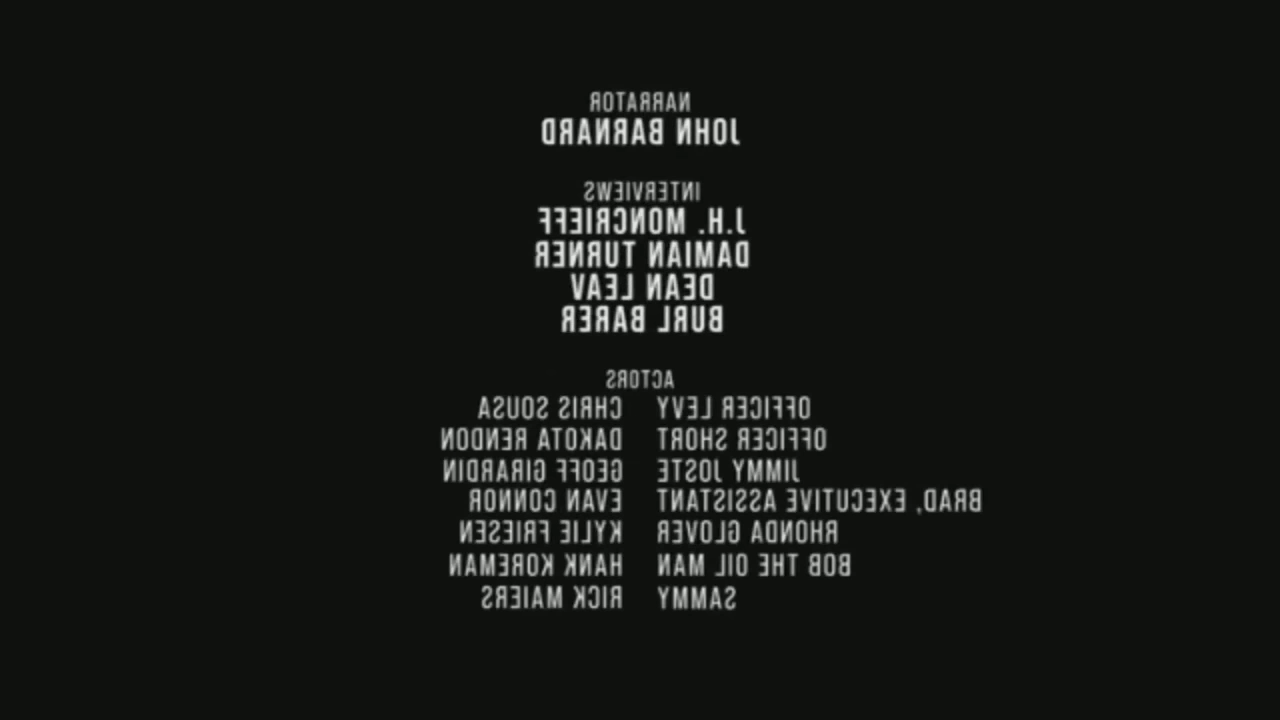 NARRATOR
JOHN BARNARD
INTERVIEWS
J.H. MONCRIEFF
DAMIAN TURNER
DEAN LEAV
BURL BARER
ACTORS
OFFICER LEVY CHRIS SOUSA
OFFICER SHORT DAKOTA RENDON
JIMMY JOSTE GEOFF GIRARDIN
BRAD, EXECUTIVE ASSISTANT EVAN CONNOR
RHONDA GLOVER KYLIE FRIESEN
BOB THE OIL MAN HANK KOREMAN
SAMMY RICK MAIERS